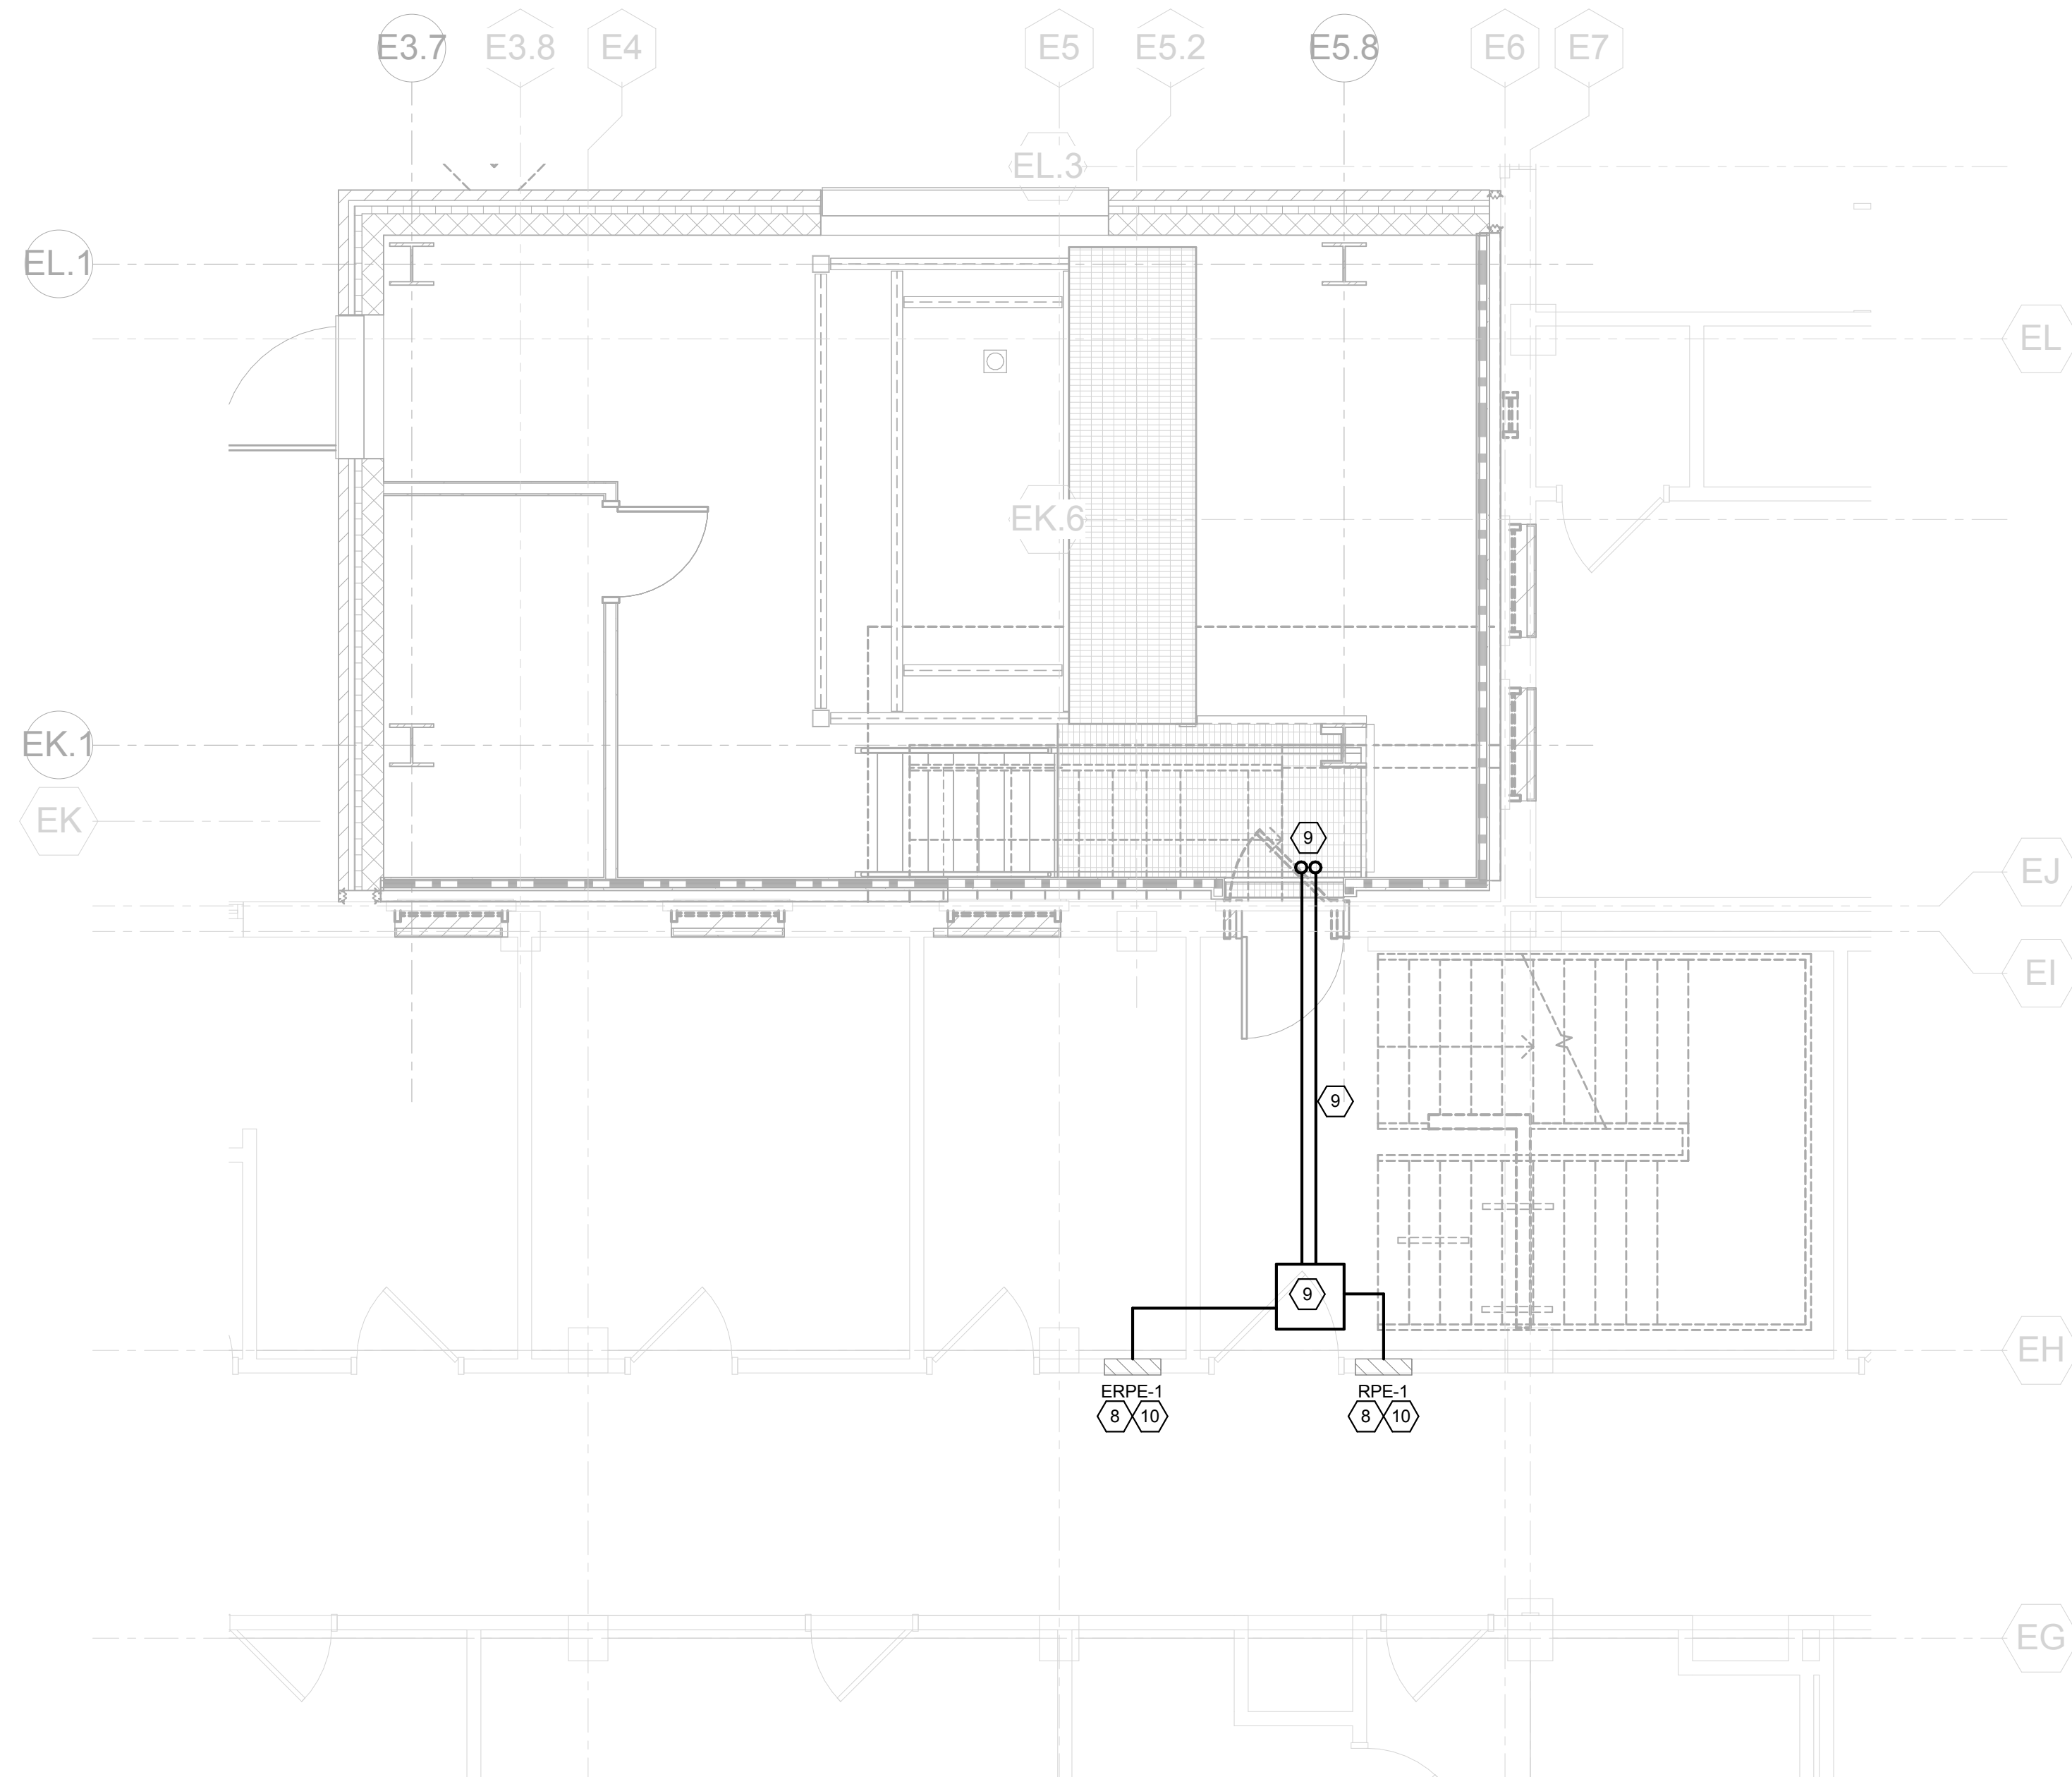 E3.7 E3.8 E4 E5 E5.2 E5.8 E6 E7
EL.3
EL.1
EL
EK.6
EK.1
EK
9
EJ
EI
9
9
EH
ERPE-1 RPE-1
8 10 8 10
EG